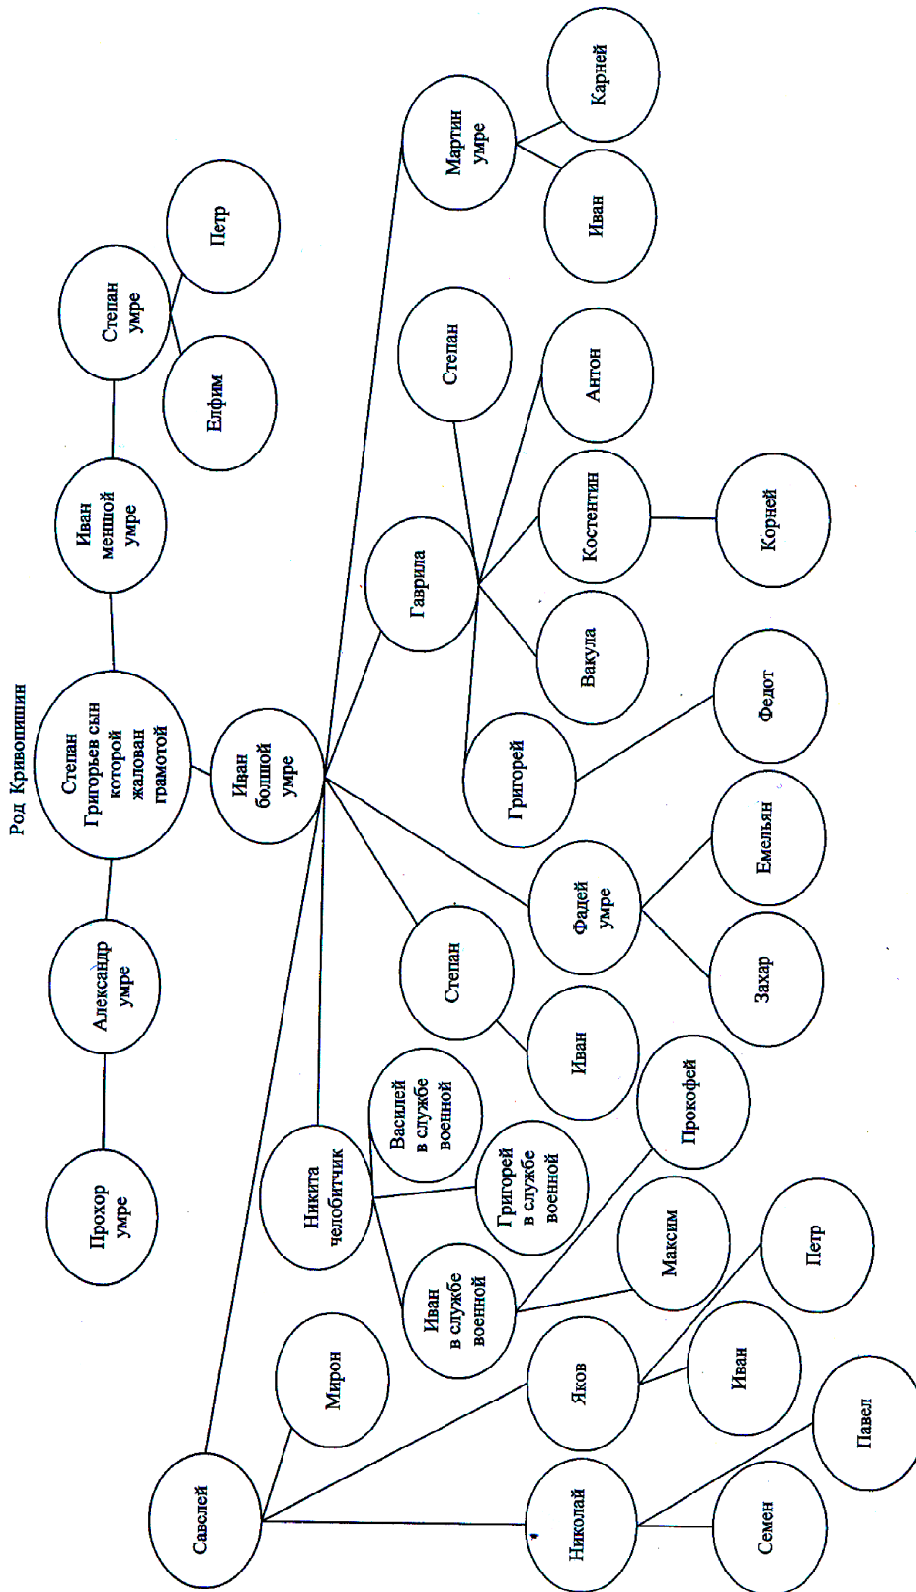 Род Кривопишин
Степан
Григорьев сын
которой
жалован
грамотой
Прохор
умре
Александр
умре
Иван
меншой
умре
Степан
умре
Елфим
Петр
Иван
болшой
умре
Савелей
Никита
челобитчик
Степан
Фадей
умре
Гаврила
Мартин
умре
Мирон
Яков
Николай
Иван
в службе
военной
Григорей
в службе
военной
Василей
в службе
военной
Иван
Захар
Емельян
Григорей
Вакула
Костентин
Антон
Степан
Иван
Карней
Семен
Павел
Иван
Петр
Максим
Прокофей
Федот
Корней